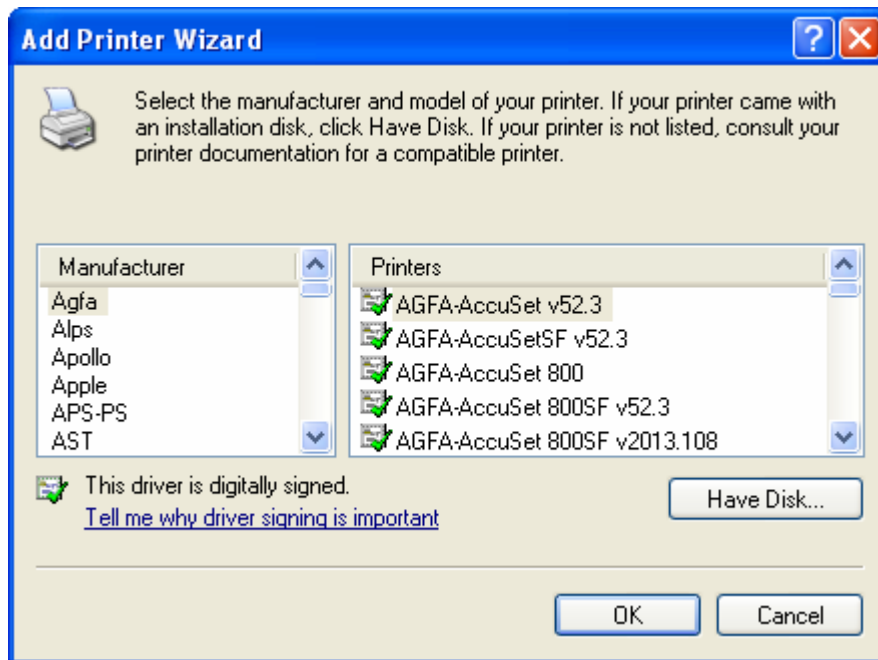 Add Printer Wizard
Select the manufacturer and model of your printer. If your printer came with
an installation disk, click Have Disk. If your printer is not listed, consult your
printer documentation for a compatible printer.
Manufacturer
Agfa
Alps
Apollo
Apple
APS-PS
AST
Printers
AGFA-AccuSet v52.3
AGFA-AccuSetSF v52.3
AGFA-AccuSet 800
AGFA-AccuSet 800SF v52.3
AGFA-AccuSet 800SF v2013.108
This driver is digitally signed.
Tell me why driver signing is important
Have Disk...
OK
Cancel